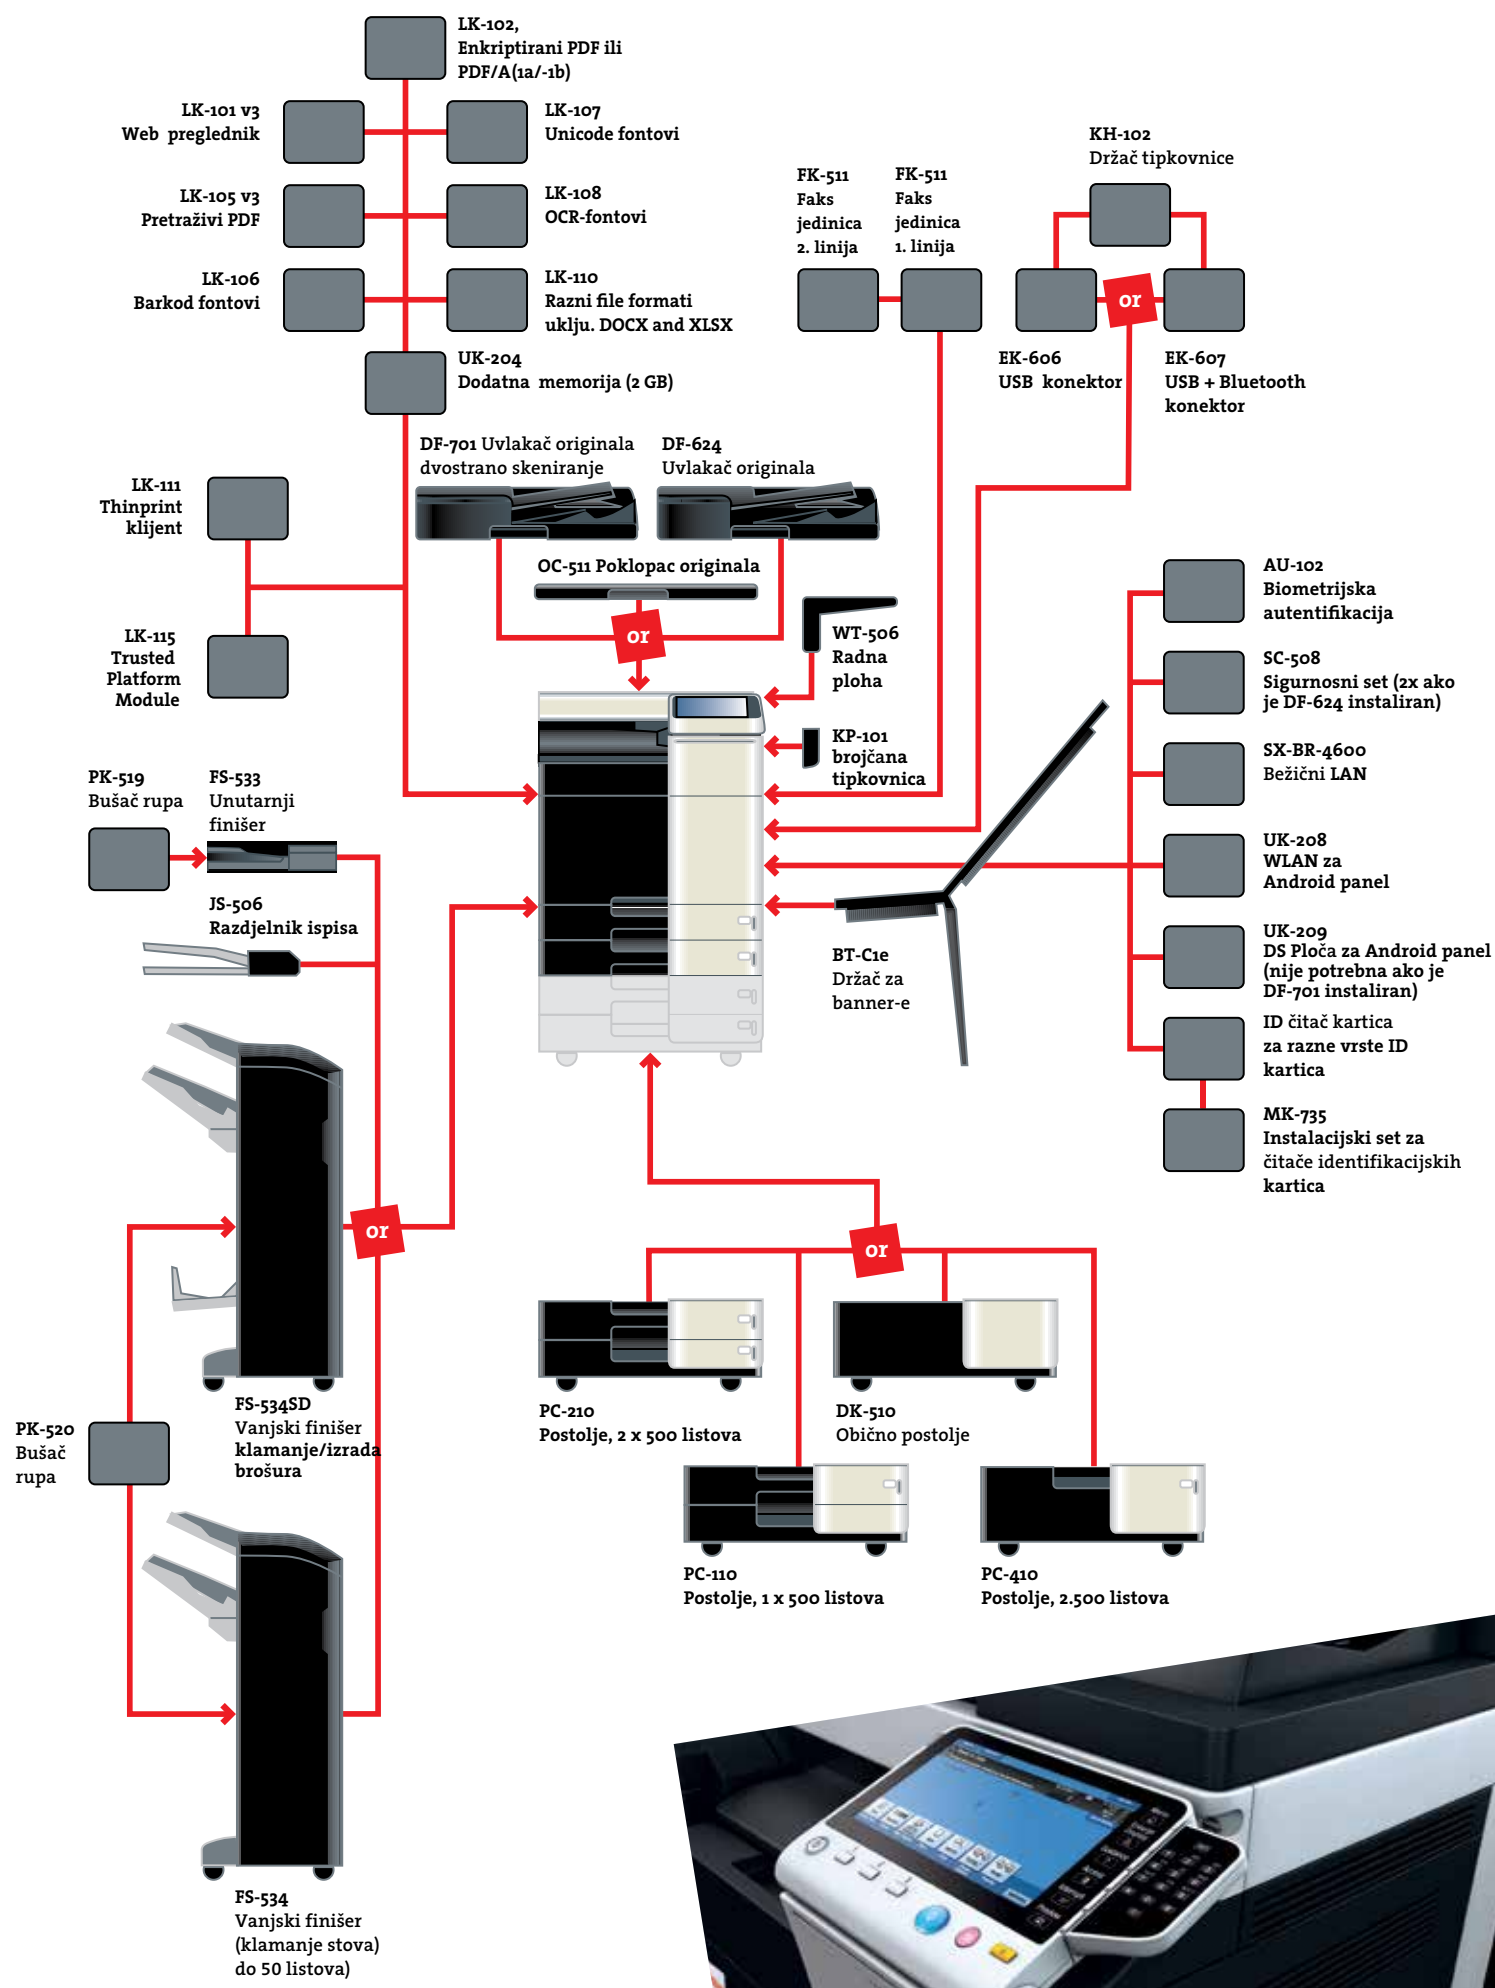 LK-102,
Enkriptirani PDF ili
PDF/A(1a/-1b)
LK-101 v3
Web preglednik
LK-107
Unicode fontovi
LK-105 v3
Pretraživi PDF
LK-108
OCR-fontovi
LK-106
Barkod fontovi
LK-110
Razni file formati
uklju. DOCX and XLSX
UK-204
Dodatna memorija (2 GB)
FK-511
Faks
jedinica
2. linija
FK-511
Faks
jedinica
1. linija
KH-102
Držač tipkovnice
or
EK-606
USB konektor
EK-607
USB + Bluetooth
konektor
DF-701 Uvlakač originala
dvostrano skeniranje
DF-624
Uvlakač originala
LK-111
Thinprint
klijent
OC-511 Poklopac originala
or
LK-115
Trusted
Platform
Module
WT-506
Radna
ploha
KP-101
brojčana
tipkovnica
AU-102
Biometrijska
autentifikacija
SC-508
Sigurnosni set (2x ako
je DF-624 instaliran)
SX-BR-4600
Bežični LAN
UK-208
WLAN za
Android panel
UK-209
DS Ploča za Android panel
(nije potrebna ako je
DF-701 instaliran)
ID čitač kartica
za razne vrste ID
kartica
MK-735
Instalacijski set za
čitače identifikacijskih
kartica
PK-519
Bušač rupa
FS-533
Unutarnji
finišer
JS-506
Razdjelnik ispisa
BT-C1e
Držač za
banner-e
or
or
PK-520
Bušač
rupa
FS-534SD
Vanjski finišer
klamanje/izrada
brošura
PC-210
Postolje, 2 x 500 listova
DK-510
Obično postolje
PC-110
Postolje, 1 x 500 listova
PC-410
Postolje, 2.500 listova
FS-534
Vanjski finišer
(klamanje stova)
do 50 listova)